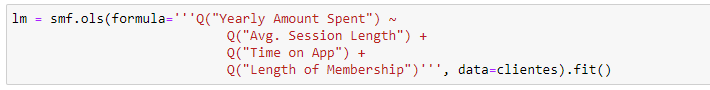 lm = smf.ols(formula='''Q("Yearly Amount Spent") ~
Q("Avg. Session Length") +
Q("Time on App") +
Q("Length of Membership")''', data=clientes).fit()